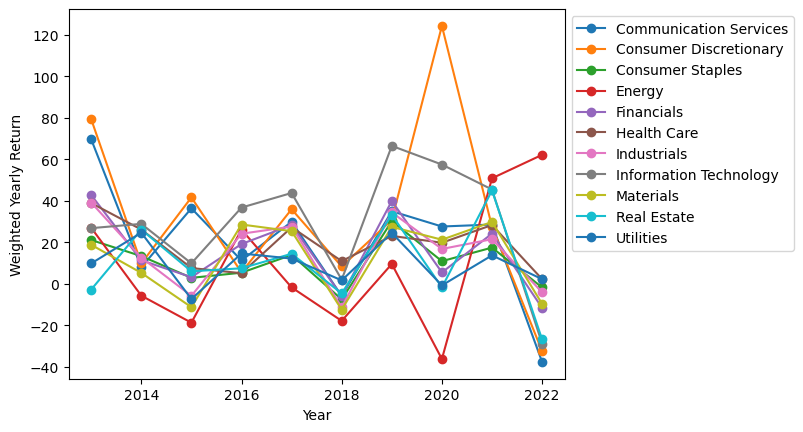 120
100
80
60
40
20
0
−20
−40
Weighted Yearly Return
2014
2016
2018
2020
2022
Year
Communication Services
Consumer Discretionary
Consumer Staples
Energy
Financials
Health Care
Industrials
Information Technology
Materials
Real Estate
Utilities